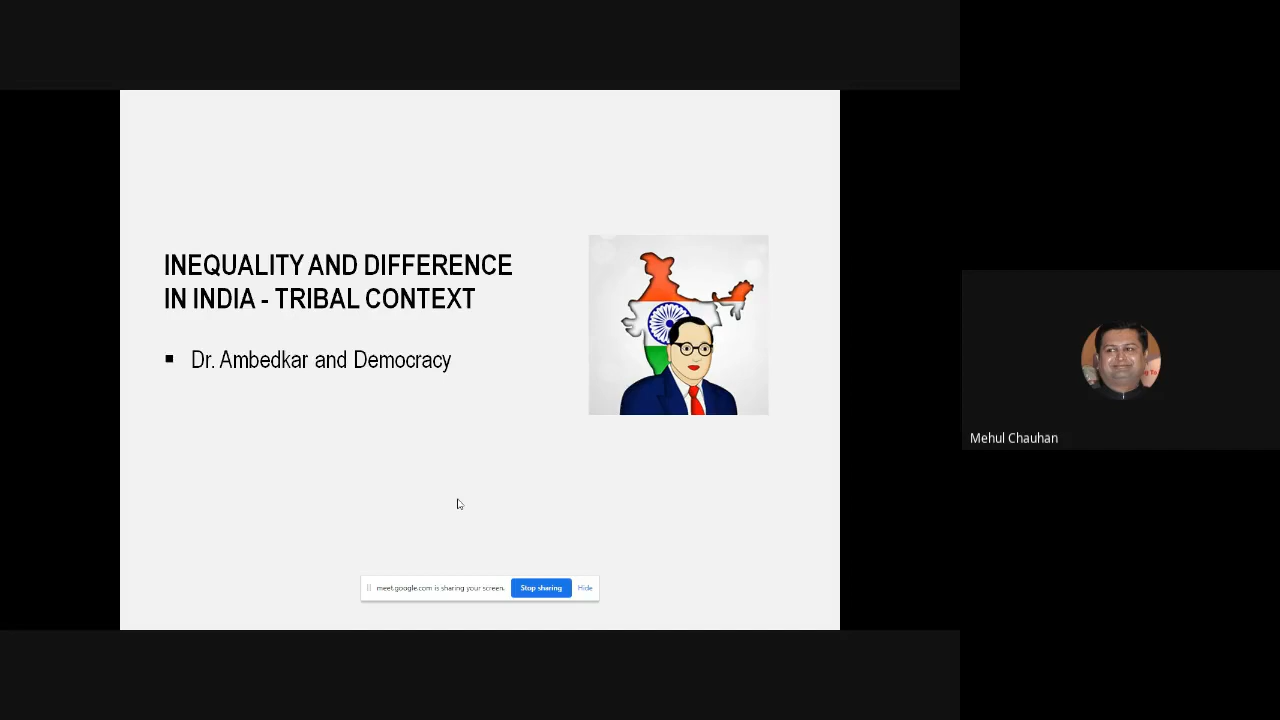 INEQUALITY AND DIFFERENCE
IN INDIA - TRIBAL CONTEXT
▪ Dr. Ambedkar and Democracy
meet.google.com is sharing your screen. Stop sharing Hide
Mehul Chauhan